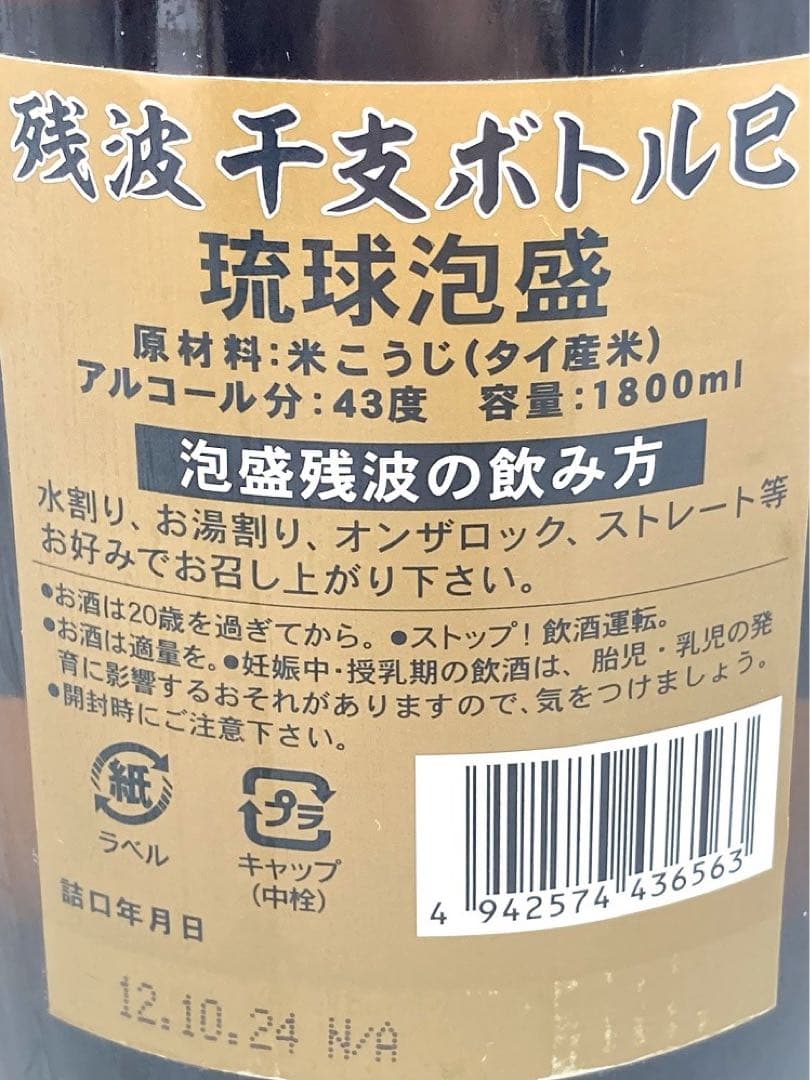 残波 干支ボトル巳
琉球泡盛
原材料:米こうじ(タイ産米)
アルコール分:43度 容量:1800ml
泡盛残波の飲み方
水割り、お湯割り、オンザロック、ストレート等
お好みでお召し上がり下さい。
●お酒は20歳を過ぎてから。●ストップ!飲酒運転。
●お酒は適量を。●妊娠中・授乳期の飲酒は、胎児・乳児の発
育に影響するおそれがありますので、気をつけましょう。
●開封時にご注意下さい。
紙
ラベル
プラ
キャップ
(中栓)
4 942574 436563
詰口年月日
12.10.24 N/A